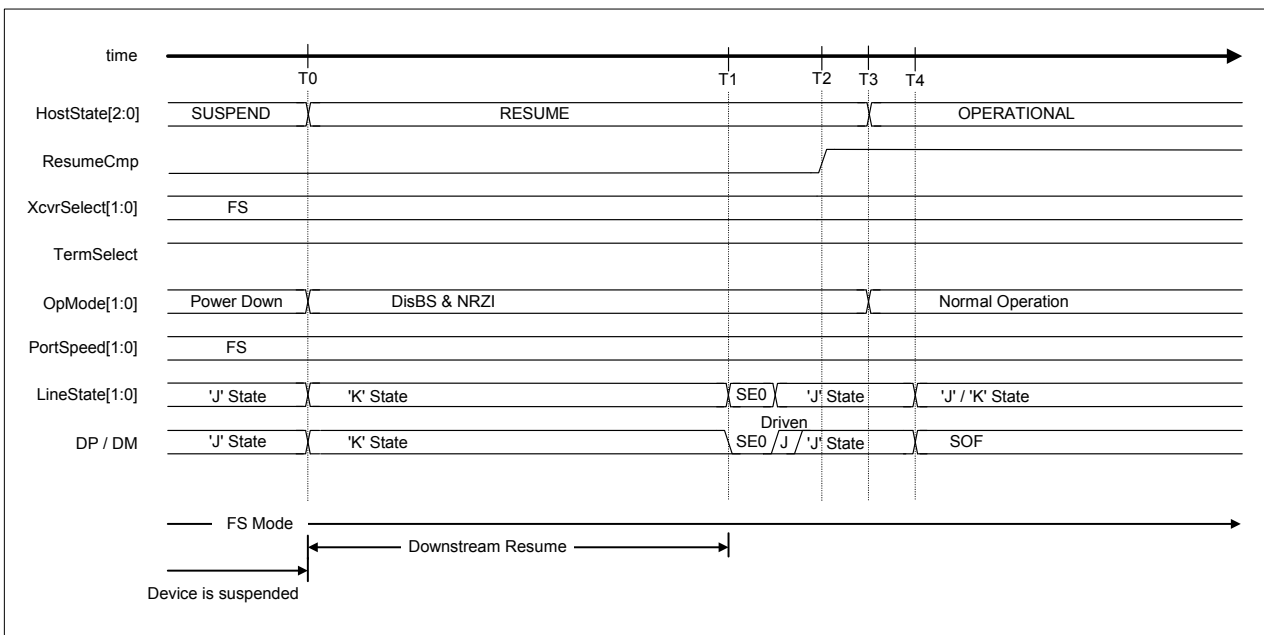 time
T0 T1 T2 T3 T4
HostState[2:0] SUSPEND RESUME OPERATIONAL
ResumeCmp
XcvrSelect[1:0] FS
TermSelect
OpMode[1:0] Power Down DisBS & NRZI Normal Operation
PortSpeed[1:0] FS
LineState[1:0] 'J' State 'K' State SE0 'J' State 'J' / 'K' State
Driven
DP / DM 'J' State 'K' State SE0 J 'J' State SOF
FS Mode
Downstream Resume
Device is suspended